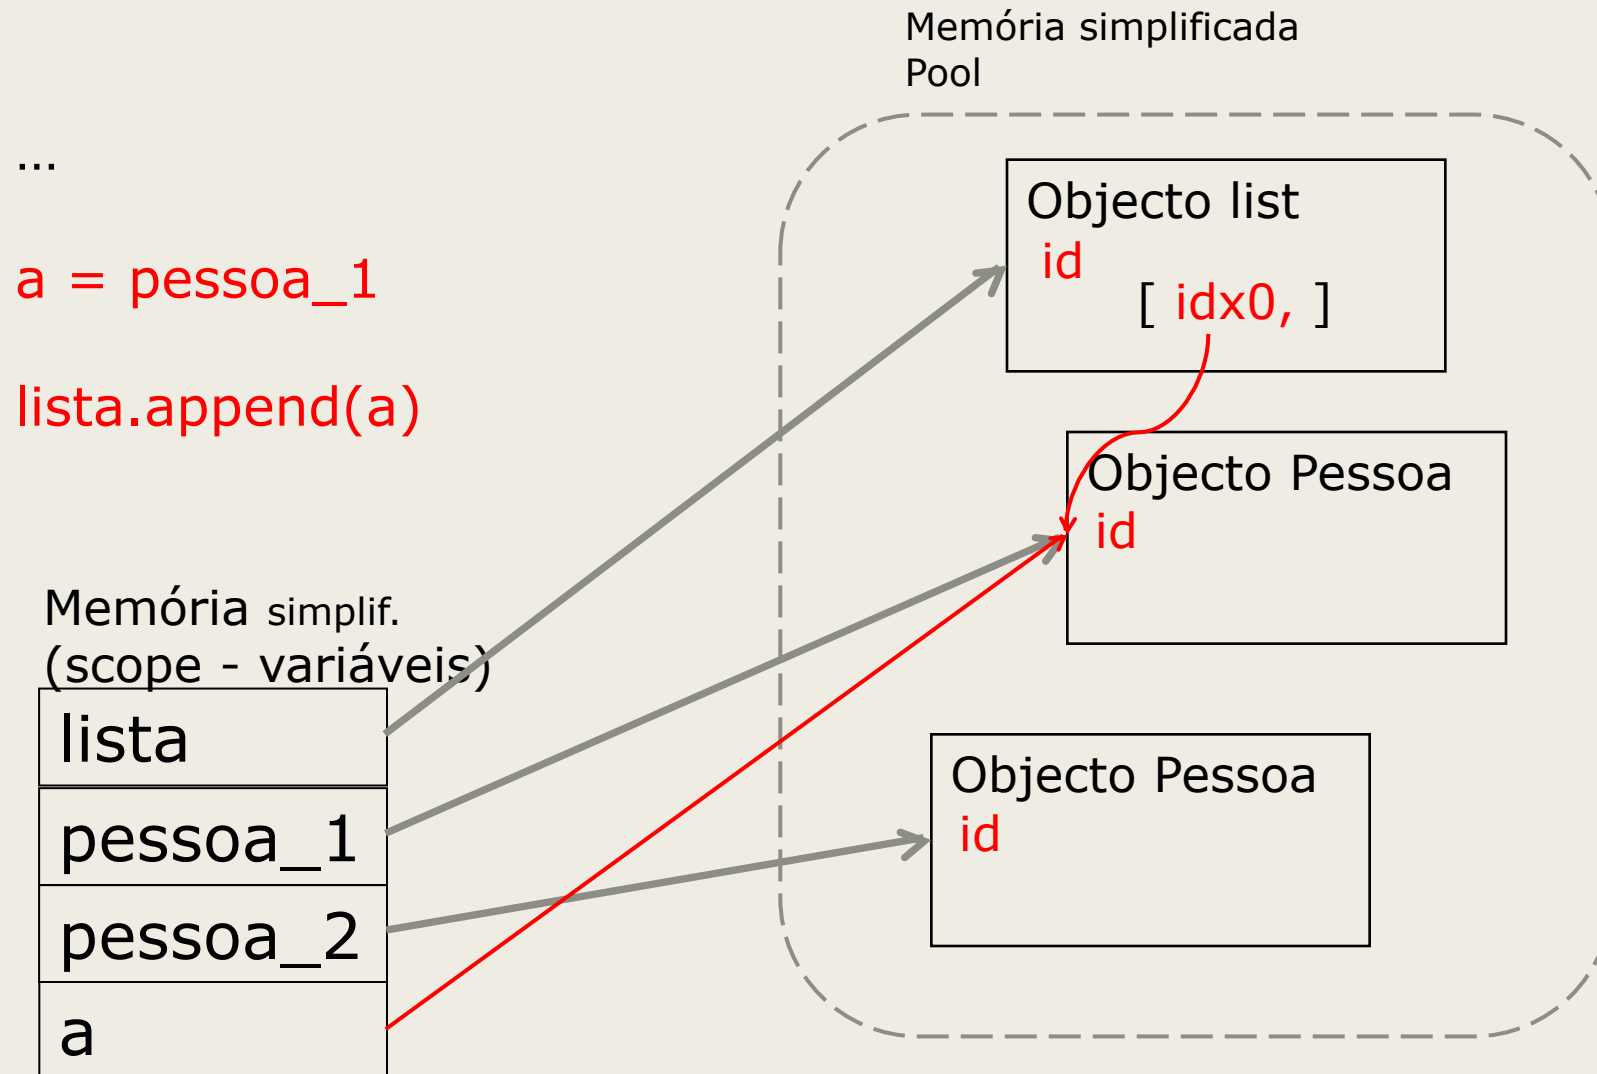 Memória simplificada
Pool
...
a = pessoa_1
lista.append(a)
Memória simplif.
(scope - variáveis)
lista
pessoa_1
pessoa_2
a
Objecto list
id
[ idx0, ]
Objecto Pessoa
id
Objecto Pessoa
id